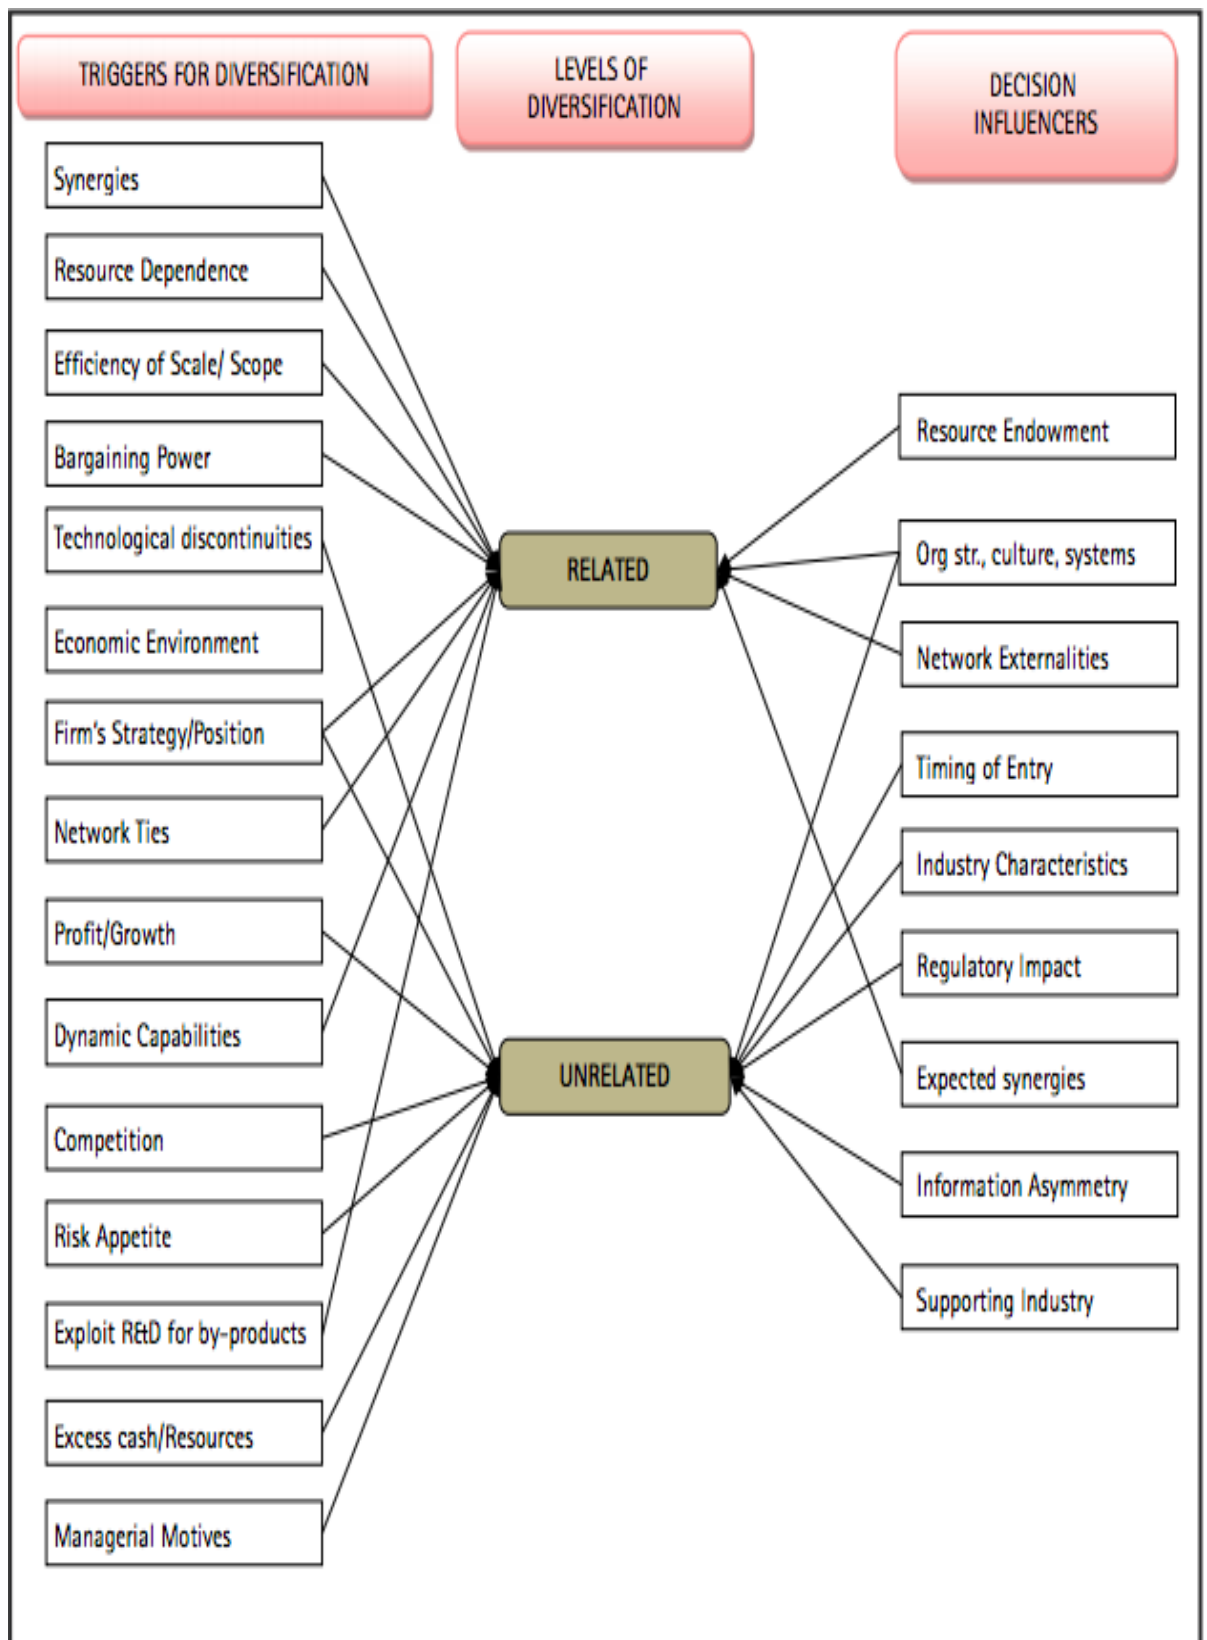 TRIGGERS FOR DIVERSIFICATION
LEVELS OF
DIVERSIFICATION
DECISION
INFLUENCERS
Synergies
Resource Dependence
Efficiency of Scale/ Scope
Bargaining Power
Technological discontinuities
Economic Environment
Firm's Strategy/Position
Network Ties
Profit/Growth
Dynamic Capabilities
Competition
Risk Appetite
Exploit R&D for by-products
Excess cash/Resources
Managerial Motives
RELATED
UNRELATED
Resource Endowment
Org str., culture, systems
Network Externalities
Timing of Entry
Industry Characteristics
Regulatory Impact
Expected synergies
Information Asymmetry
Supporting Industry